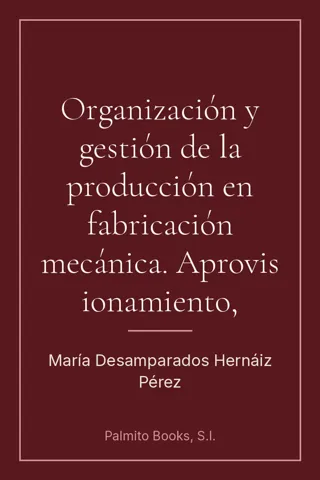 Organización y
gestión de la
producción en
fabricación
mecánica. Aprovis
ionamiento,
María Desamparados Hernáiz
Pérez
Palmito Books, S.l.